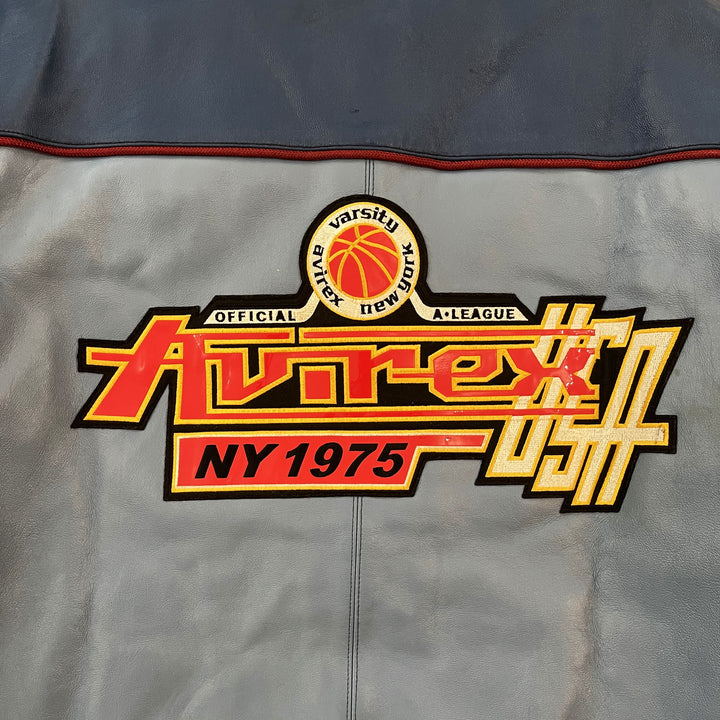 varsity
avirex new york
OFFICIAL A•LEAGUE
Avirex
USA
NY 1975